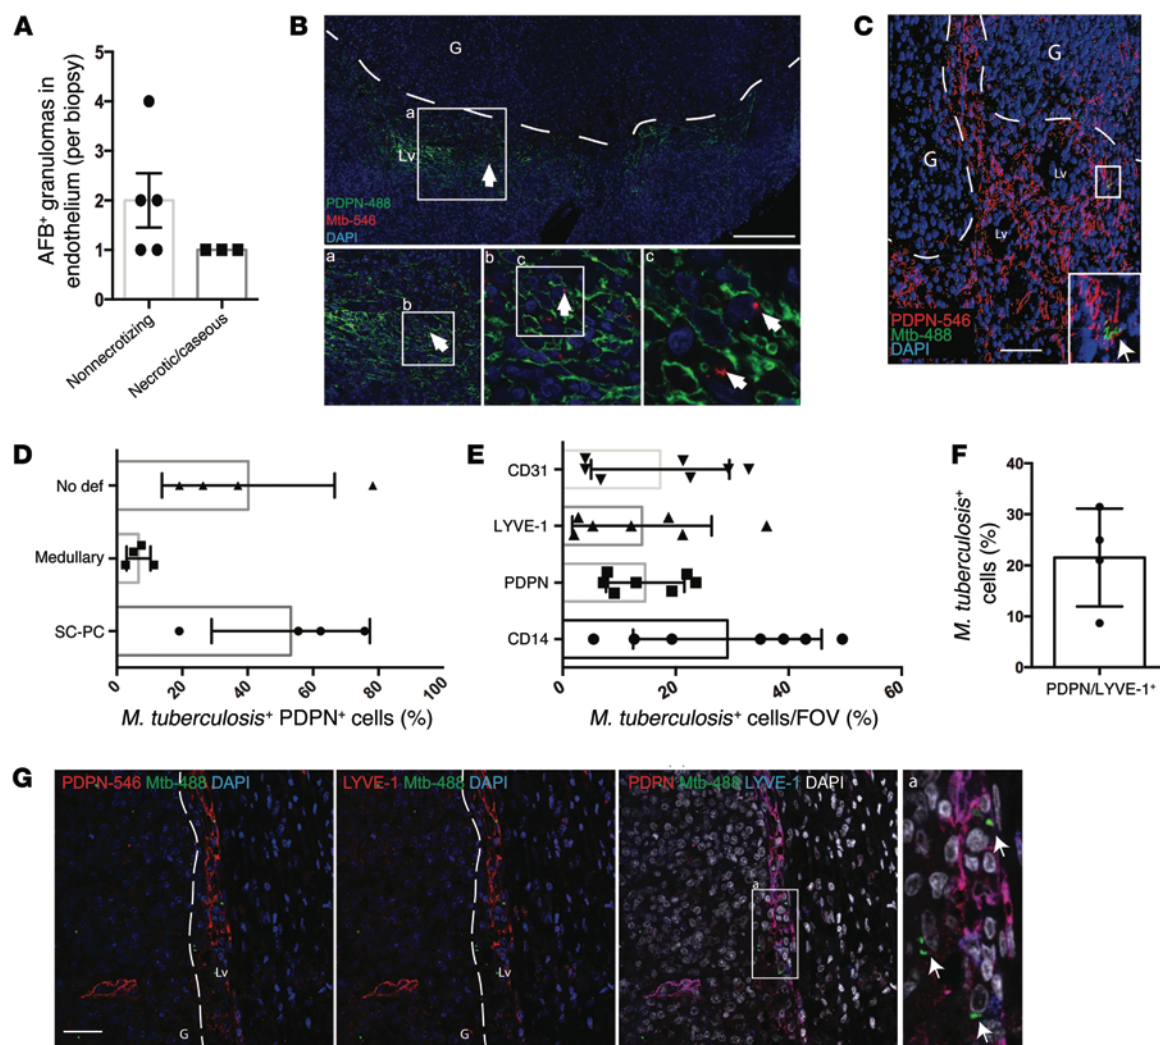 A
AFB⁺ granulomas in
endothelium (per biopsy)
5
4
3
2
1
0
Nonnecrotizing
Necrotic/caseous
B
G
a
Lv
PDPN-488
Mtb-546
DAPI
a
b
b
c
c
C
G
G
Lv
Lv
PDPN-546
Mtb-488
DAPI
D
No def
Medullary
SC-PC
0
20
40
60
80
100
M. tuberculosis⁺ PDPN⁺ cells (%)
E
CD31
LYVE-1
PDPN
CD14
0
20
40
60
M. tuberculosis⁺ cells/FOV (%)
F
M. tuberculosis⁺
cells (%)
40
30
20
10
0
PDPN/LYVE-1⁺
G
PDPN-546 Mtb-488 DAPI
Lv
G
LYVE-1 Mtb-488 DAPI
Lv
G
PDPN Mtb-488 LYVE-1 DAPI
a
a